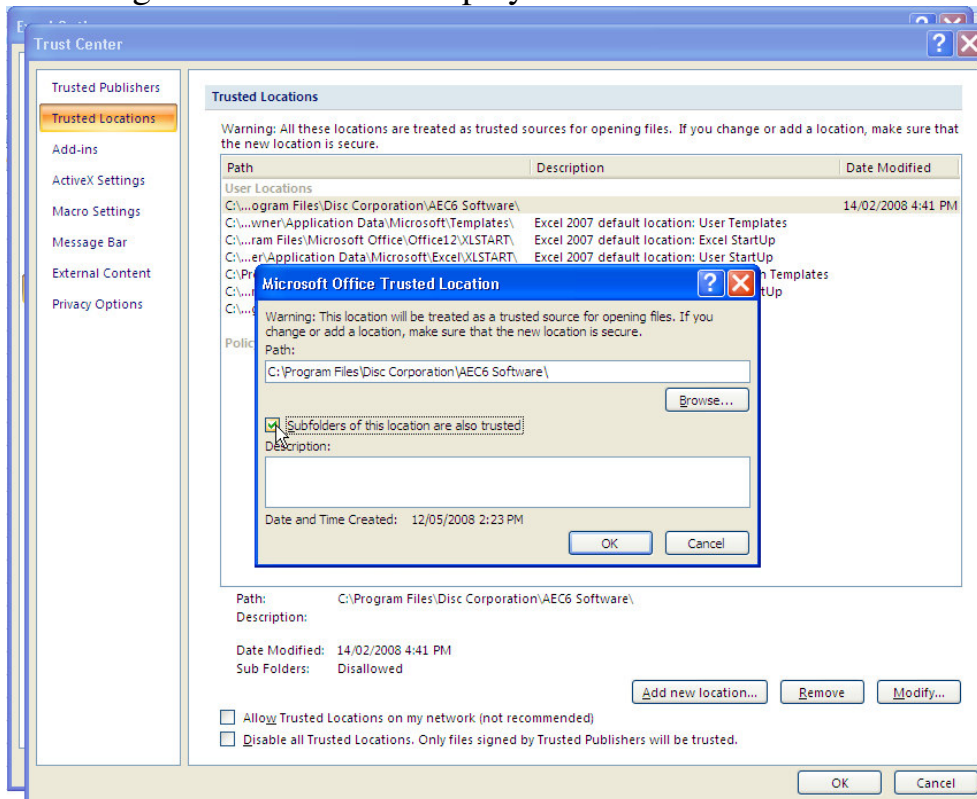 Trust Center
Trusted Publishers
Trusted Locations
Add-ins
ActiveX Settings
Macro Settings
Message Bar
External Content
Privacy Options
Trusted Locations
Warning: All these locations are treated as trusted sources for opening files. If you change or add a location, make sure that
the new location is secure.
Path Description Date Modified
User Locations
C:\...ogram Files\Disc Corporation\AEC6 Software\ 14/02/2008 4:41 PM
C:\...wner\Application Data\Microsoft\Templates\ Excel 2007 default location: User Templates
C:\...ram Files\Microsoft Office\Office12\XLSTART\ Excel 2007 default location: Excel StartUp
C:\...er\Application Data\Microsoft\Excel\XLSTART\ Excel 2007 default location: User StartUp
Templates
Microsoft Office Trusted Location
Warning: This location will be treated as a trusted source for opening files. If you
change or add a location, make sure that the new location is secure.
Path:
C:\Program Files\Disc Corporation\AEC6 Software\
Browse...
Subfolders of this location are also trusted
Description:
Date and Time Created: 12/05/2008 2:23 PM
OK Cancel
Path: C:\Program Files\Disc Corporation\AEC6 Software\
Description:
Date Modified: 14/02/2008 4:41 PM
Sub Folders: Disallowed
Add new location... Remove Modify...
Allow Trusted Locations on my network (not recommended)
Disable all Trusted Locations. Only files signed by Trusted Publishers will be trusted.
OK Cancel